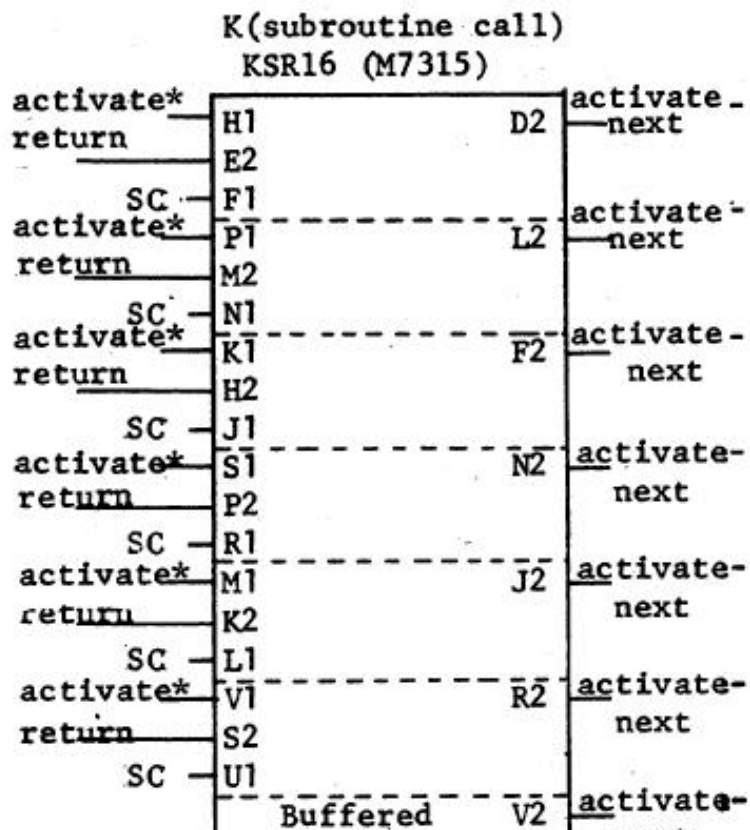 K(subroutine call)
KSR16 (M7315)
activate* H1 D2 activate-
return next
E2
SC F1
activate* P1 L2 activate-
next
return M2
SC N1
activate* K1 F2 activate-
return next
H2
SC J1
activate* S1 N2 activate-
return P2 next
SC R1
activate* M1 J2 activate-
return K2 next
SC L1
activate* V1 R2 activate-
return S2 next
SC U1
Buffered V2 activate-